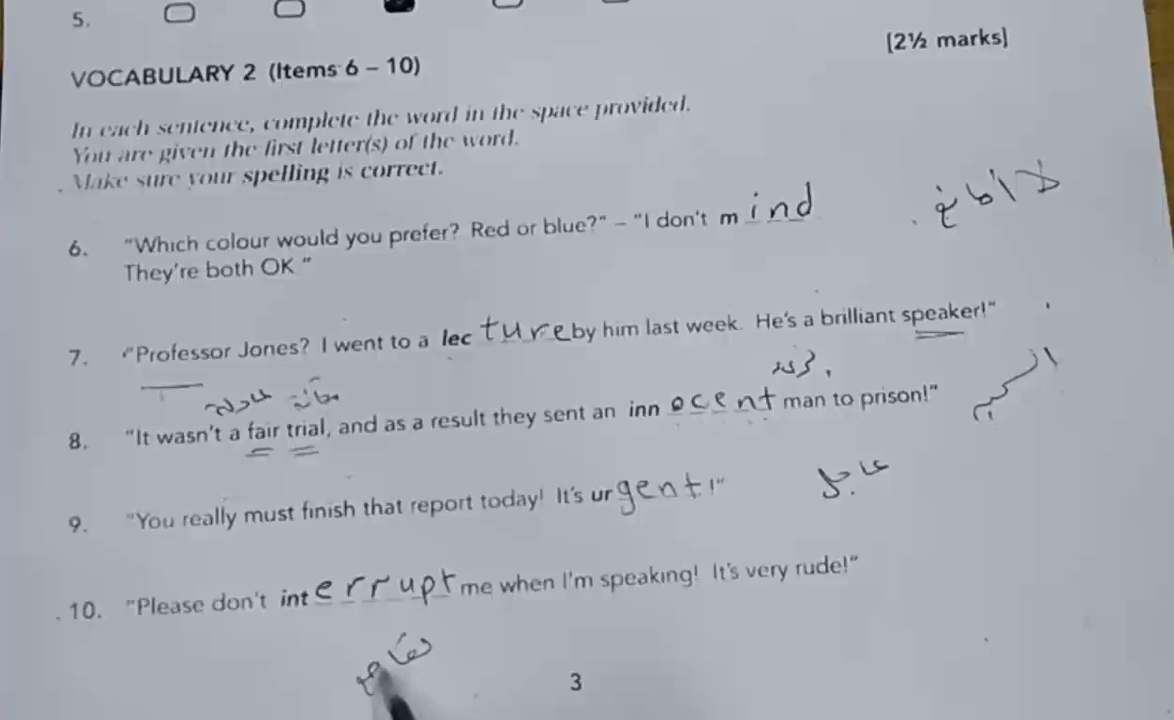 5.
[2½ marks]
VOCABULARY 2 (Items 6 – 10)
In each sentence, complete the word in the space provided.
You are given the first letter(s) of the word.
Make sure your spelling is correct.
6. "Which colour would you prefer? Red or blue?" – "I don't mind
لا أمانع
They're both OK "
7. "Professor Jones? I went to a lecture by him last week. He's a brilliant speaker!"
عادلة
8. "It wasn't a fair trial, and as a result they sent an innocent man to prison!"
9. "You really must finish that report today! It's urgent!"
عاجل
10. "Please don't interrupt me when I'm speaking! It's very rude!"
يقاطع
3